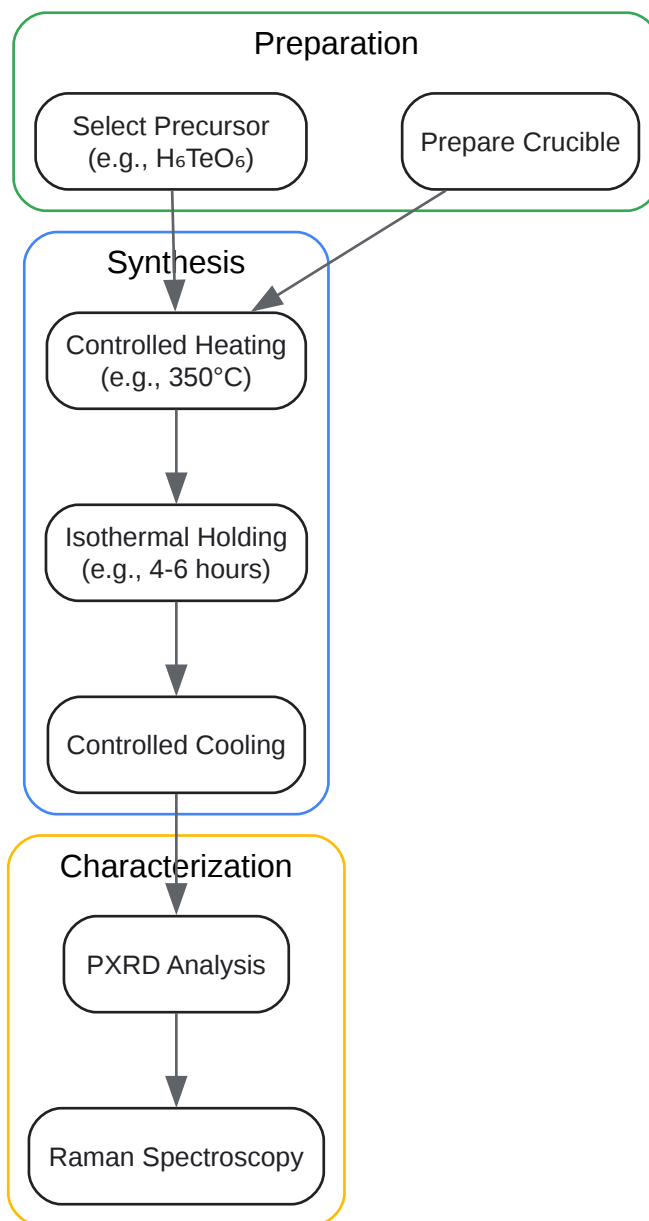 Preparation
Select Precursor
(e.g., H₆TeO₆)
Prepare Crucible
Synthesis
Controlled Heating
(e.g., 350°C)
Isothermal Holding
(e.g., 4-6 hours)
Controlled Cooling
Characterization
PXRD Analysis
Raman Spectroscopy